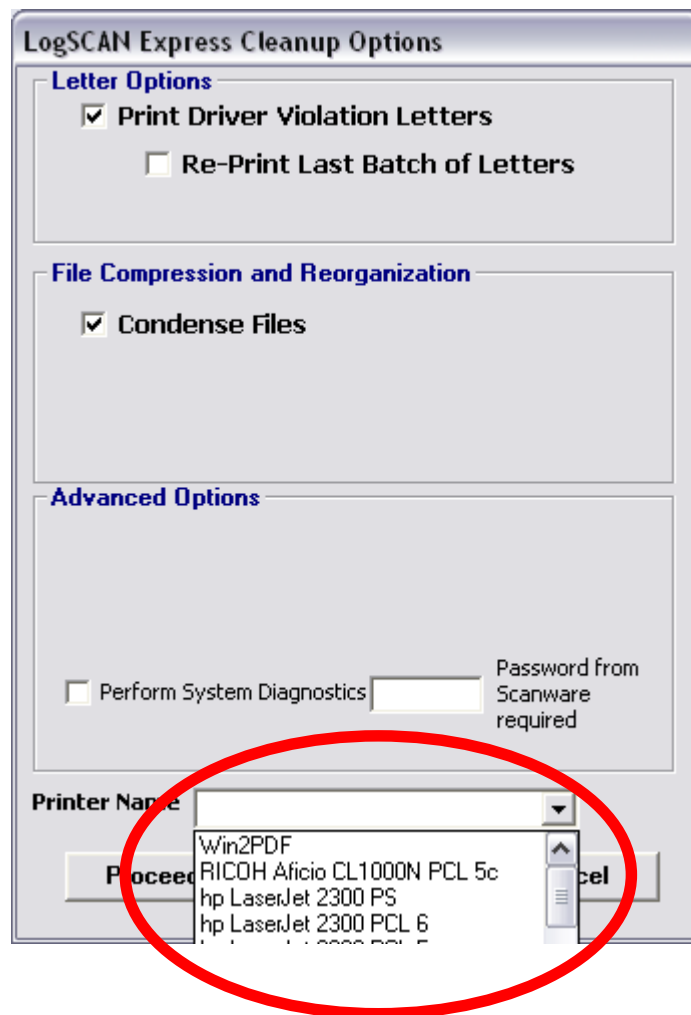 LogSCAN Express Cleanup Options
Letter Options
Print Driver Violation Letters
Re-Print Last Batch of Letters
File Compression and Reorganization
Condense Files
Advanced Options
Perform System Diagnostics
Password from
Scanware
required
Printer Name
Win2PDF
RICOH Aficio CL1000N PCL 5c
hp LaserJet 2300 PS
hp LaserJet 2300 PCL 6
Proceed